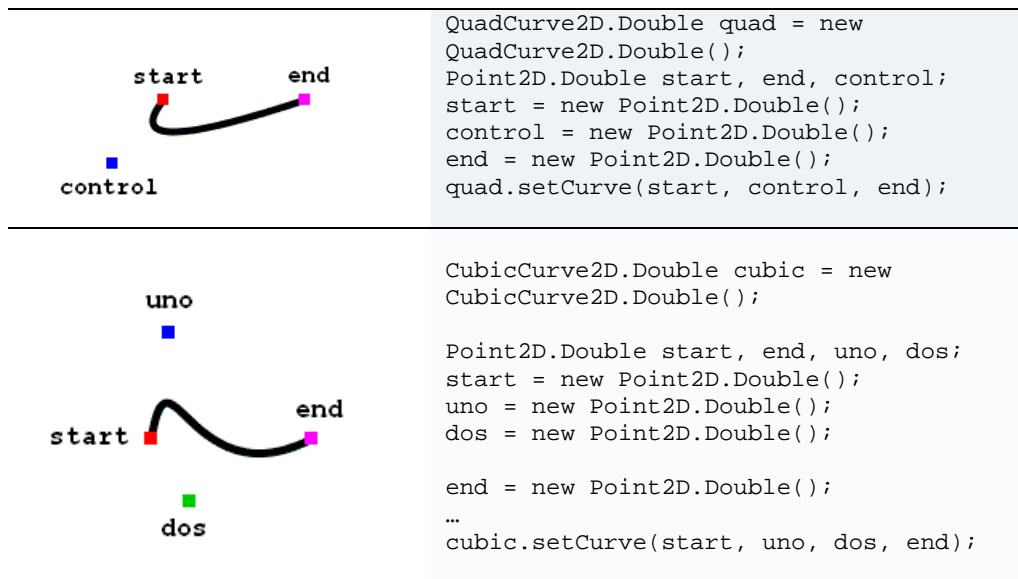 start end
control
QuadCurve2D.Double quad = new
QuadCurve2D.Double();
Point2D.Double start, end, control;
start = new Point2D.Double();
control = new Point2D.Double();
end = new Point2D.Double();
quad.setCurve(start, control, end);
uno
end
start
dos
CubicCurve2D.Double cubic = new
CubicCurve2D.Double();
Point2D.Double start, end, uno, dos;
start = new Point2D.Double();
uno = new Point2D.Double();
dos = new Point2D.Double();
end = new Point2D.Double();
…
cubic.setCurve(start, uno, dos, end);